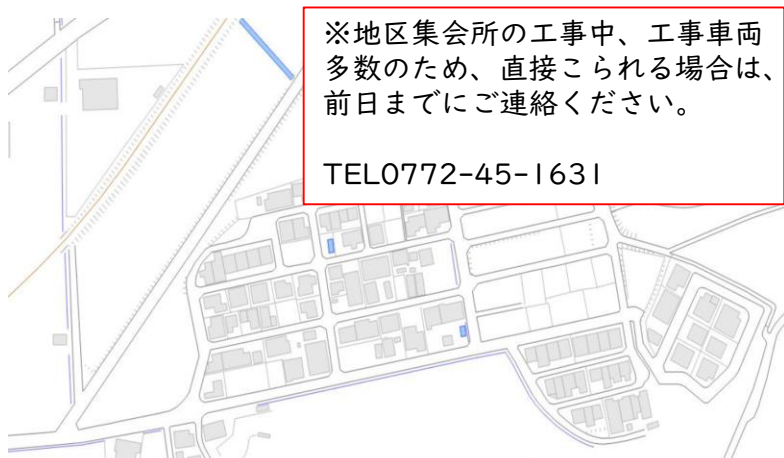 ※地区集会所の工事中、工事車両
多数のため、直接こられる場合は、
前日までにご連絡ください。
TEL0772-45-1631